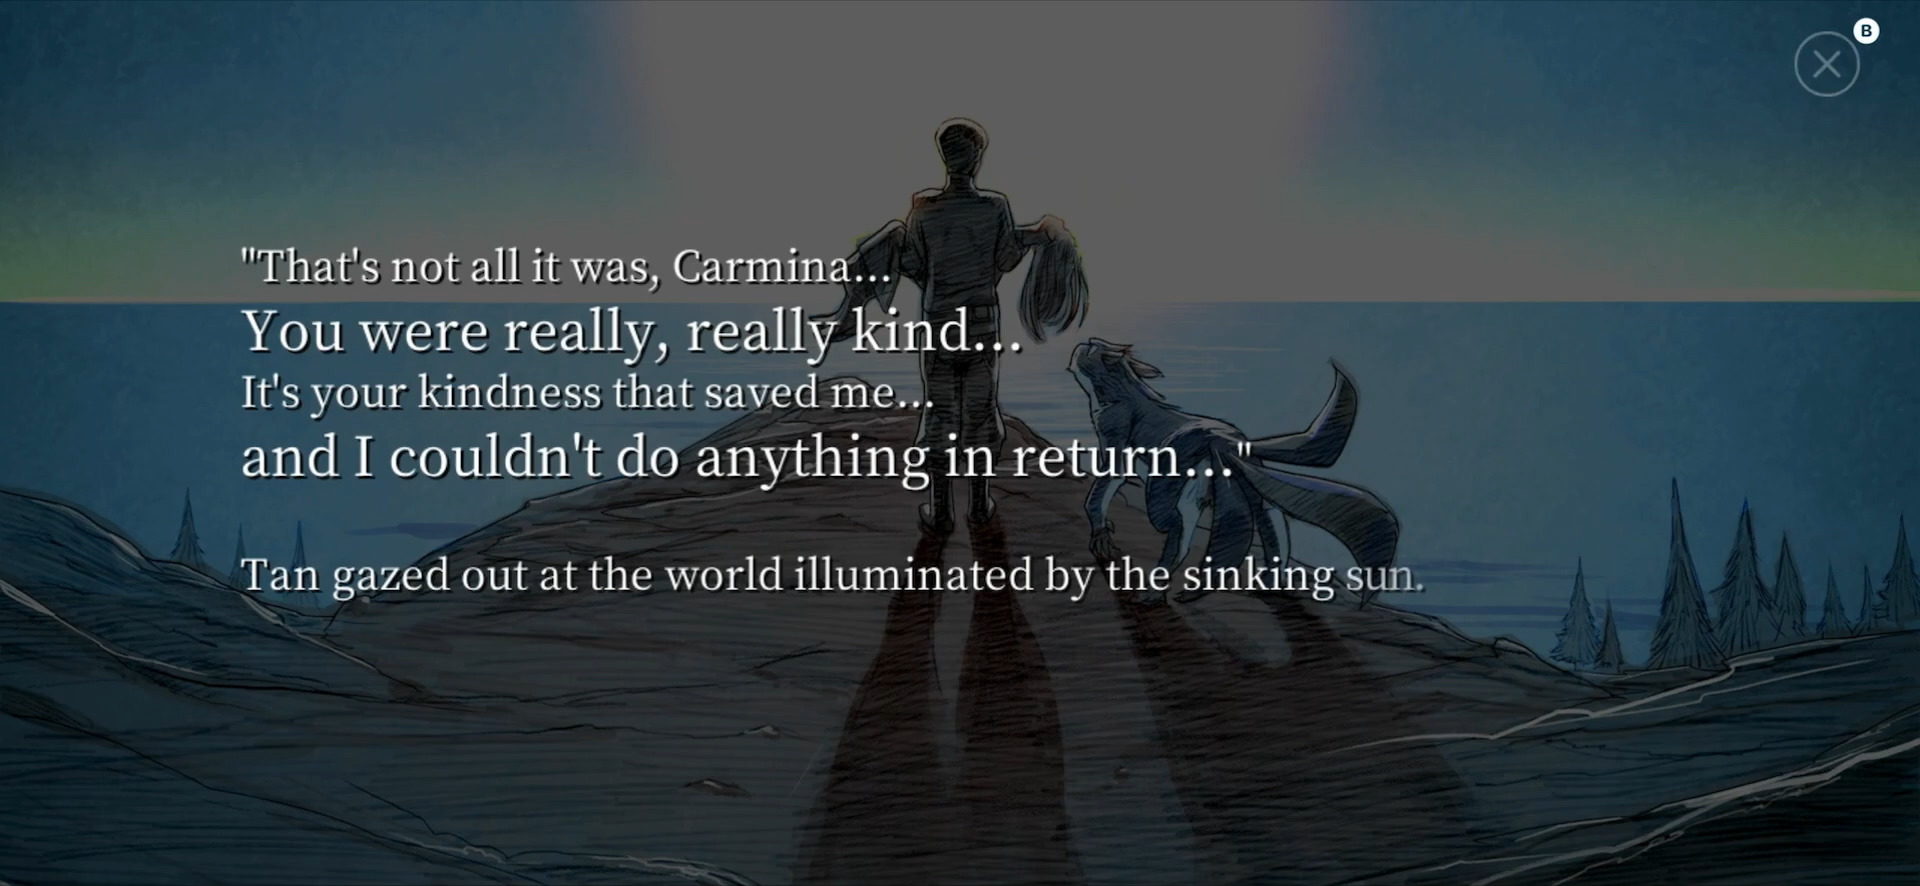 B
"That's not all it was, Carmina...
You were really, really kind...
It's your kindness that saved me...
and I couldn't do anything in return..."
Tan gazed out at the world illuminated by the sinking sun.